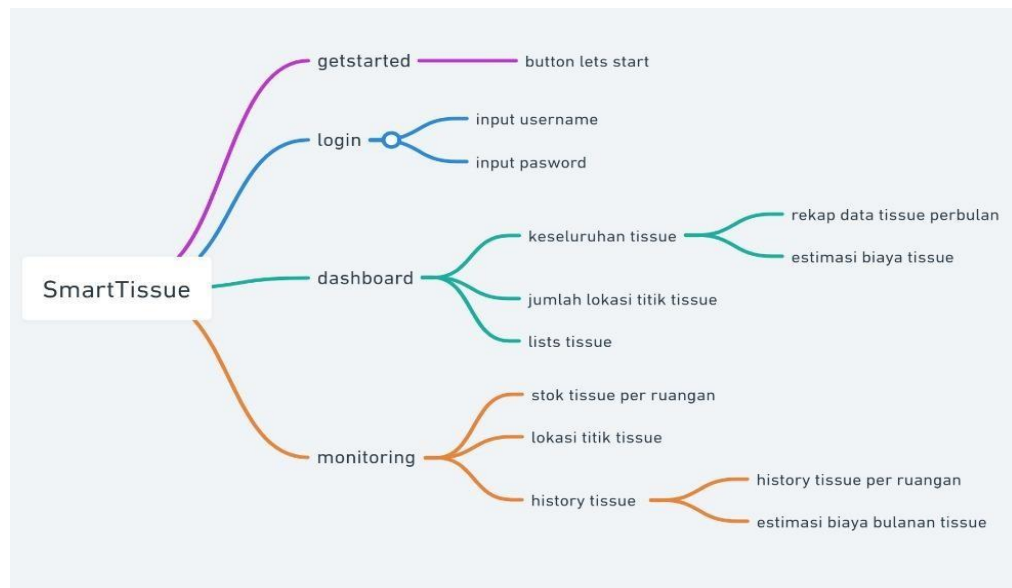 SmartTissue
getstarted
button lets start
login
input username
input pasword
dashboard
keseluruhan tissue
rekap data tissue perbulan
estimasi biaya tissue
jumlah lokasi titik tissue
lists tissue
monitoring
stok tissue per ruangan
lokasi titik tissue
history tissue
history tissue per ruangan
estimasi biaya bulanan tissue